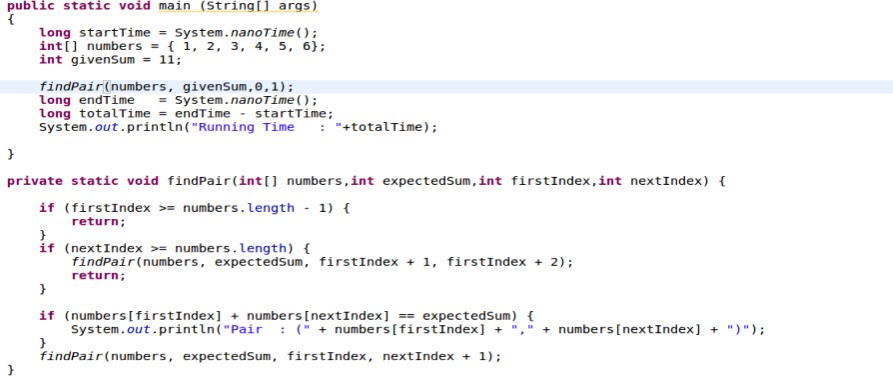 public static void main (String[] args)
{
    long startTime = System.nanoTime();
    int[] numbers = { 1, 2, 3, 4, 5, 6};
    int givenSum = 11;
    findPair(numbers, givenSum,0,1);
    long endTime   = System.nanoTime();
    long totalTime = endTime - startTime;
    System.out.println("Running Time   : "+totalTime);
}
private static void findPair(int[] numbers,int expectedSum,int firstIndex,int nextIndex) {
    if (firstIndex >= numbers.length - 1) {
        return;
    }
    if (nextIndex >= numbers.length) {
        findPair(numbers, expectedSum, firstIndex + 1, firstIndex + 2);
        return;
    }
    if (numbers[firstIndex] + numbers[nextIndex] == expectedSum) {
        System.out.println("Pair  : (" + numbers[firstIndex] + "," + numbers[nextIndex] + ")");
    }
    findPair(numbers, expectedSum, firstIndex, nextIndex + 1);
}